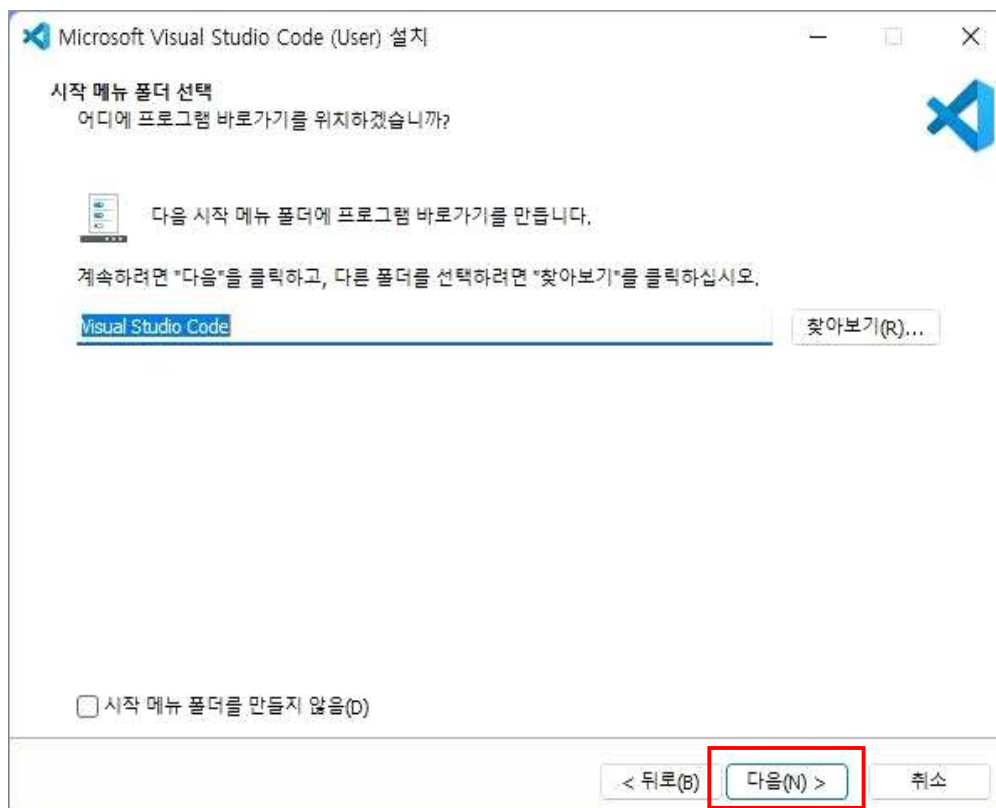 Microsoft Visual Studio Code (User) 설치
시작 메뉴 폴더 선택
어디에 프로그램 바로가기를 위치하겠습니까?
다음 시작 메뉴 폴더에 프로그램 바로가기를 만듭니다.
계속하려면 "다음"을 클릭하고, 다른 폴더를 선택하려면 "찾아보기"를 클릭하십시오.
Visual Studio Code 찾아보기(R)...
시작 메뉴 폴더를 만들지 않음(D)
< 뒤로(B) 다음(N) > 취소